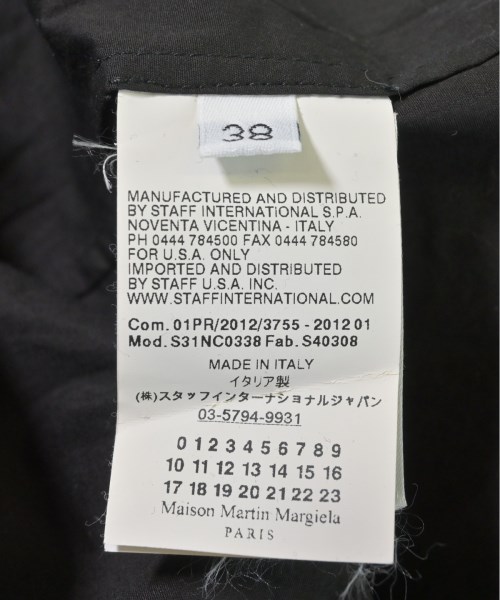 38
MANUFACTURED AND DISTRIBUTED
BY STAFF INTERNATIONAL S.P.A.
NOVENTA VICENTINA - ITALY
PH 0444 784500 FAX 0444 784580
FOR U.S.A. ONLY
IMPORTED AND DISTRIBUTED
BY STAFF U.S.A. INC.
WWW.STAFFINTERNATIONAL.COM
Com. 01PR/2012/3755 - 2012 01
Mod. S31NC0338 Fab. S40308
MADE IN ITALY
イタリア製
(株)スタッフインターナショナルジャパン
03-5794-9931
0 1 2 3 4 5 6 7 8 9
10 11 12 13 14 15 16
17 18 19 20 21 22 23
Maison Martin Margiela
PARIS